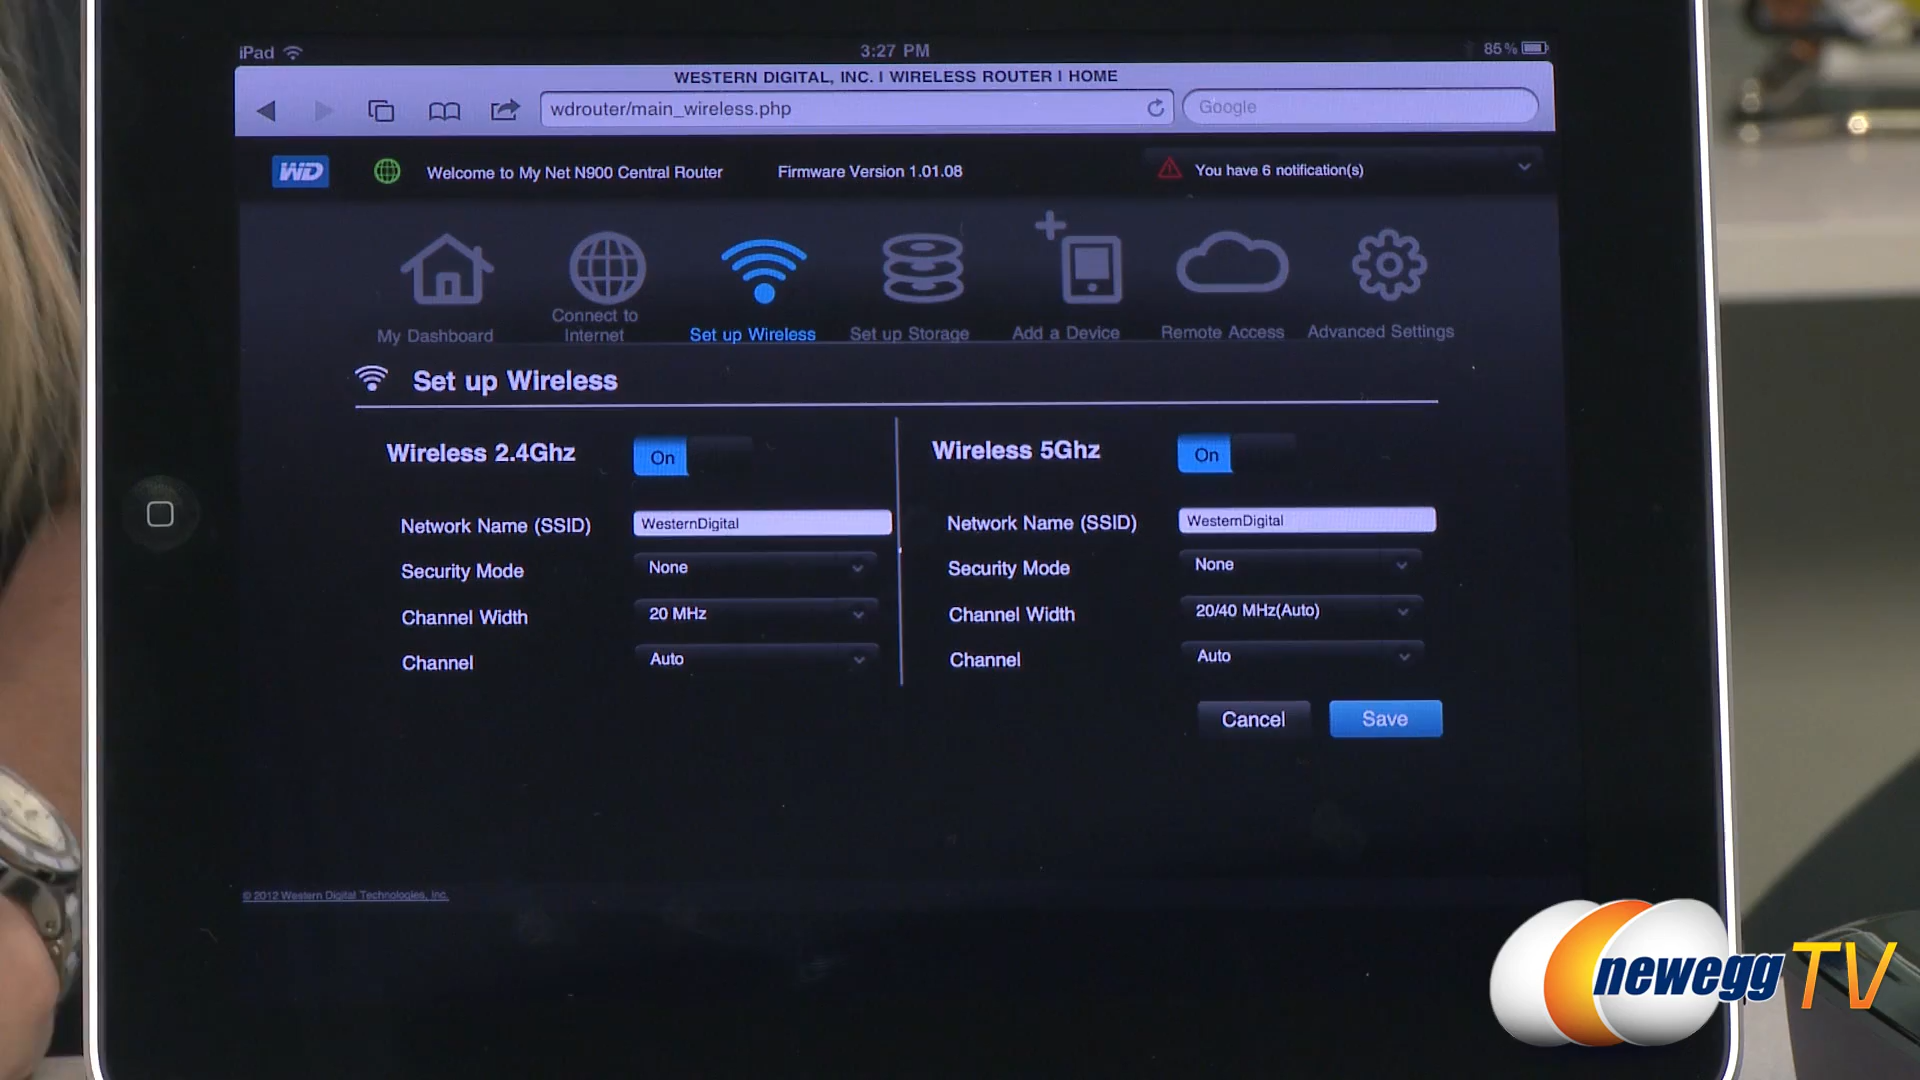 iPad 3:27 PM 85%
WESTERN DIGITAL, INC. | WIRELESS ROUTER | HOME
wdrouter/main_wireless.php Google
WD Welcome to My Net N900 Central Router Firmware Version 1.01.08 You have 6 notification(s)
My Dashboard Connect to Internet Set up Wireless Set up Storage Add a Device Remote Access Advanced Settings
Set up Wireless
Wireless 2.4Ghz On Wireless 5Ghz On
Network Name (SSID) WesternDigital Network Name (SSID) WesternDigital
Security Mode None Security Mode None
Channel Width 20 MHz Channel Width 20/40 MHz(Auto)
Channel Auto Channel Auto
Cancel Save
© 2012 Western Digital Technologies, Inc.
newegg TV